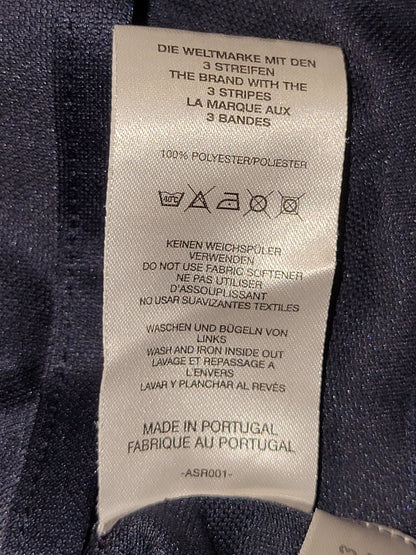 DIE WELTMARKE MIT DEN
3 STREIFEN
THE BRAND WITH THE
3 STRIPES
LA MARQUE AUX
3 BANDES
100% POLYESTER/POLIESTER
40°C
KEINEN WEICHSPÜLER
VERWENDEN
DO NOT USE FABRIC SOFTENER
NE PAS UTILISER
D'ASSOUPLISSANT
NO USAR SUAVIZANTES TEXTILES
WASCHEN UND BÜGELN VON
LINKS
WASH AND IRON INSIDE OUT
LAVAGE ET REPASSAGE A
L'ENVERS
LAVAR Y PLANCHAR AL REVÉS
MADE IN PORTUGAL
FABRIQUE AU PORTUGAL
-ASR001-